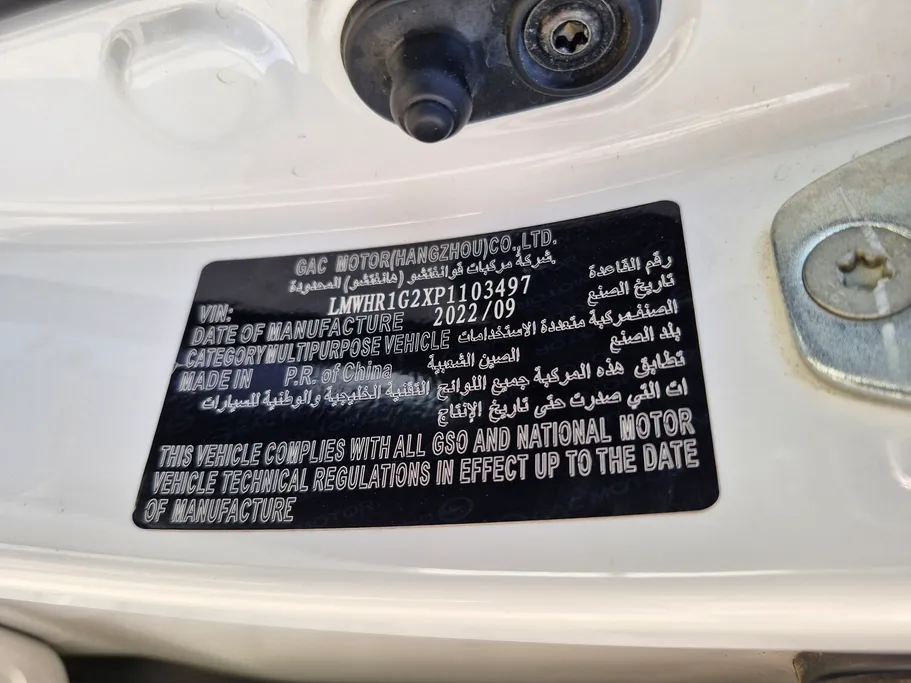 GAC MOTOR(HANGZHOU)CO.,LTD.
شركة مركبات قوانغتشو (هانغتشو) المحدودة
VIN: LMWHR1G2XP1103497 رقم القاعدة
DATE OF MANUFACTURE 2022/09 تاريخ الصنع
CATEGORY MULTIPURPOSE VEHICLE الصنف مركبة متعددة الاستخدامات
MADE IN P.R. of China الصين الشعبية بلد الصنع
تطابق هذه المركبة جميع اللوائح التقنية الخليجية والوطنية للسيارات
ات التي صدرت حتى تاريخ الإنتاج
THIS VEHICLE COMPLIES WITH ALL GSO AND NATIONAL MOTOR
VEHICLE TECHNICAL REGULATIONS IN EFFECT UP TO THE DATE
OF MANUFACTURE